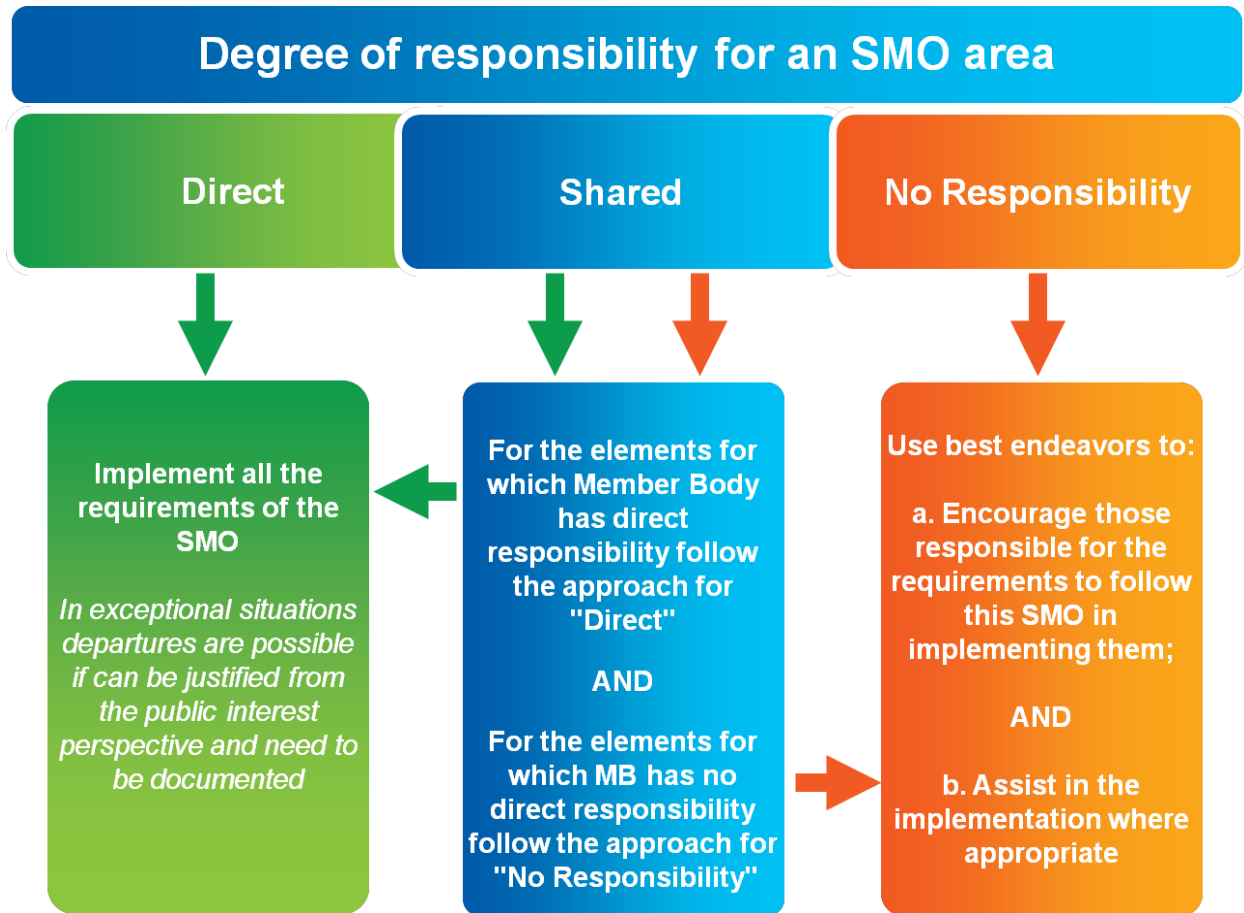 Degree of responsibility for an SMO area
Direct
Shared
No Responsibility
Implement all the
requirements of the
SMO
In exceptional situations
departures are possible
if can be justified from
the public interest
perspective and need to
be documented
For the elements for
which Member Body
has direct
responsibility follow
the approach for
"Direct"
AND
For the elements for
which MB has no
direct responsibility
follow the approach for
"No Responsibility"
Use best endeavors to:
a. Encourage those
responsible for the
requirements to follow
this SMO in
implementing them;
AND
b. Assist in the
implementation where
appropriate